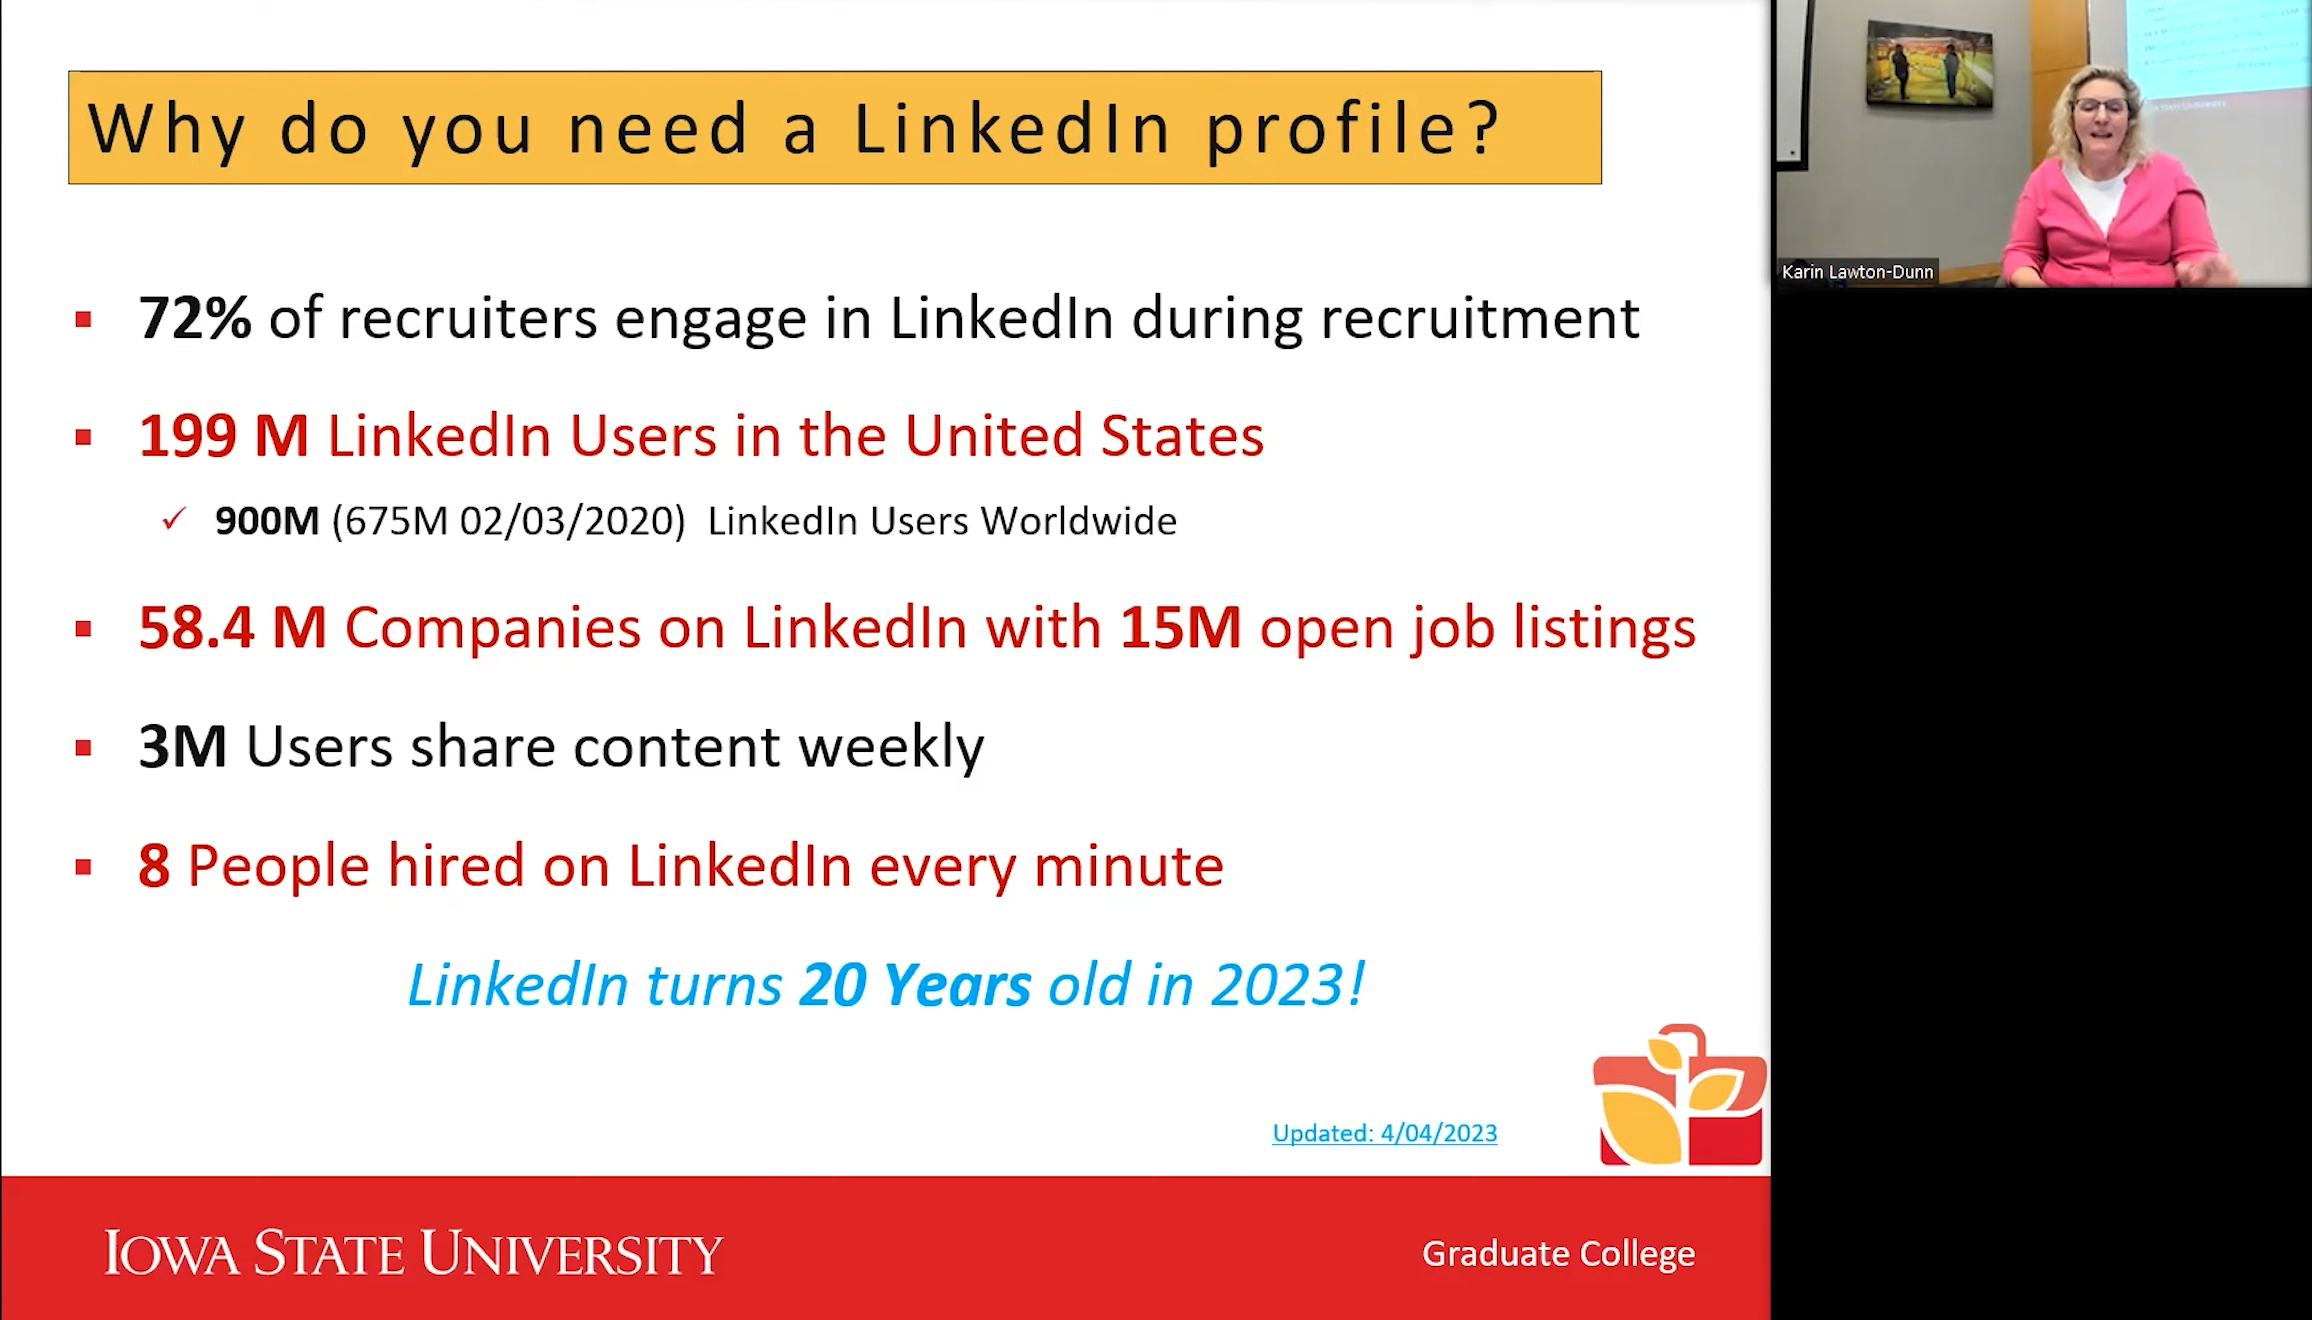 Why do you need a LinkedIn profile?
72% of recruiters engage in LinkedIn during recruitment
199 M LinkedIn Users in the United States
900M (675M 02/03/2020) LinkedIn Users Worldwide
58.4 M Companies on LinkedIn with 15M open job listings
3M Users share content weekly
8 People hired on LinkedIn every minute
LinkedIn turns 20 Years old in 2023!
Updated: 4/04/2023
IOWA STATE UNIVERSITY
Graduate College
Karin Lawton-Dunn